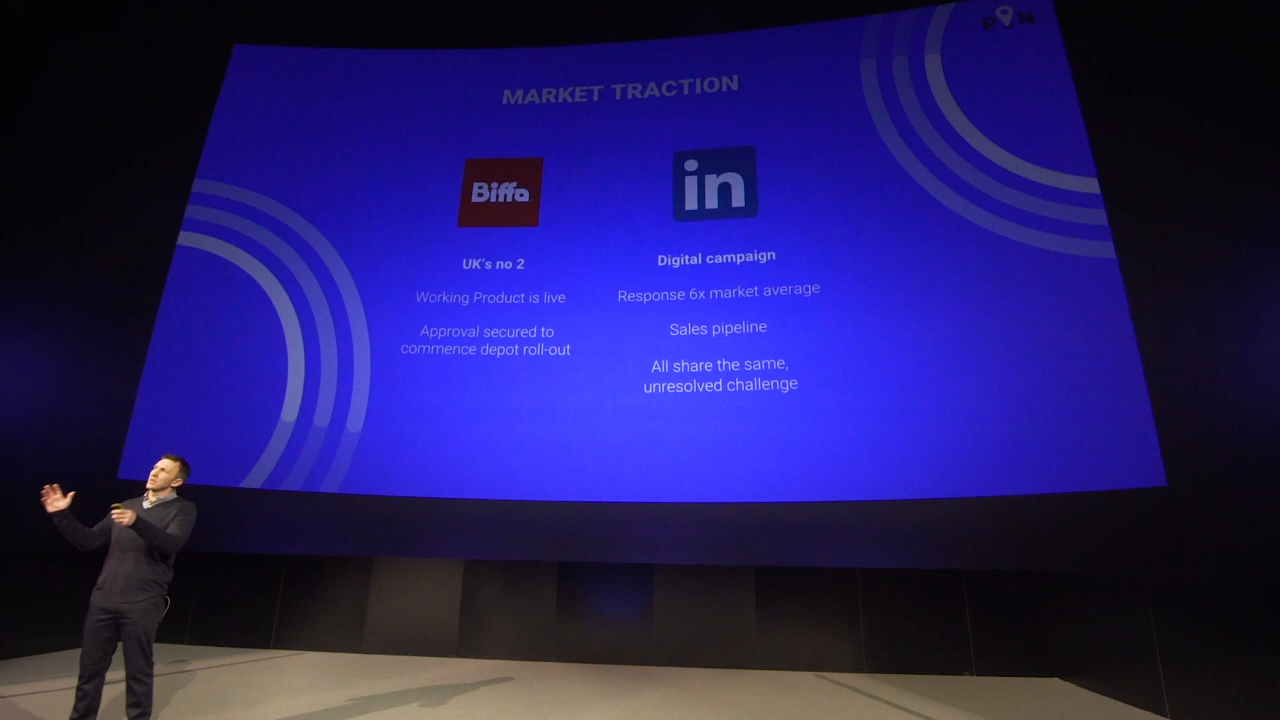 MARKET TRACTION
Biffa
in
UK's no 2
Working Product is live
Approval secured to
commence depot roll-out
Digital campaign
Response 6x market average
Sales pipeline
All share the same,
unresolved challenge